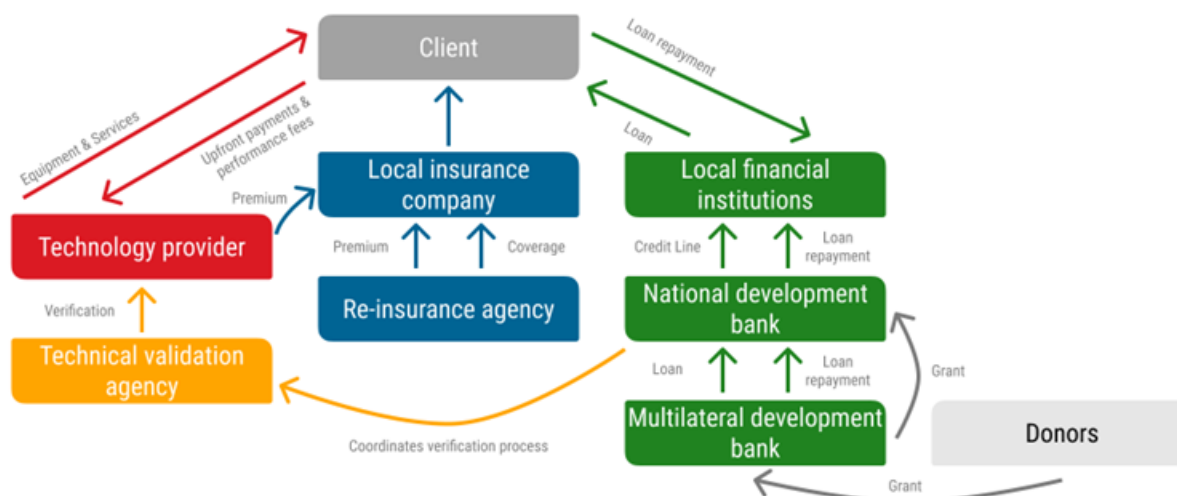 Client
Loan repayment
Equipment & Services
Upfront payments &
performance fees
Loan
Local insurance
company
Local financial
institutions
Premium
Technology provider
Premium
Coverage
Credit Line
Loan
repayment
Verification
Re-insurance agency
National development
bank
Technical validation
agency
Loan
Loan
repayment
Grant
Coordinates verification process
Multilateral development
bank
Donors
Grant